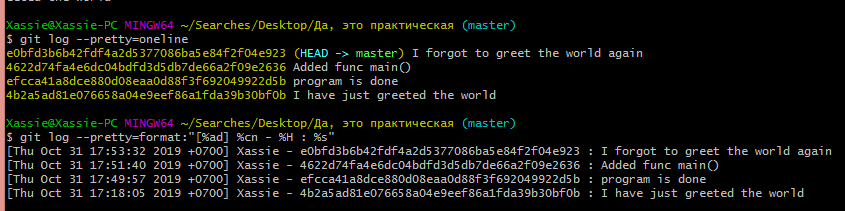 Xassie@Xassie-PC MINGW64 ~/Searches/Desktop/Да, это практическая (master)
$ git log --pretty=oneline
e0bfd3b6b42fdf4a2d5377086ba5e84f2f04e923 (HEAD -> master) I forgot to greet the world again
4622d74fa4e6dc04bdfd3d5db7de66a2f09e2636 Added func main()
efcca41a8dce880d08eaa0d88f3f692049922d5b program is done
4b2a5ad81e076658a04e9eef86a1fda39b30bf0b I have just greeted the world
Xassie@Xassie-PC MINGW64 ~/Searches/Desktop/Да, это практическая (master)
$ git log --pretty=format:"[%ad] %cn - %H : %s"
[Thu Oct 31 17:53:32 2019 +0700] Xassie - e0bfd3b6b42fdf4a2d5377086ba5e84f2f04e923 : I forgot to greet the world again
[Thu Oct 31 17:51:40 2019 +0700] Xassie - 4622d74fa4e6dc04bdfd3d5db7de66a2f09e2636 : Added func main()
[Thu Oct 31 17:49:57 2019 +0700] Xassie - efcca41a8dce880d08eaa0d88f3f692049922d5b : program is done
[Thu Oct 31 17:18:05 2019 +0700] Xassie - 4b2a5ad81e076658a04e9eef86a1fda39b30bf0b : I have just greeted the world